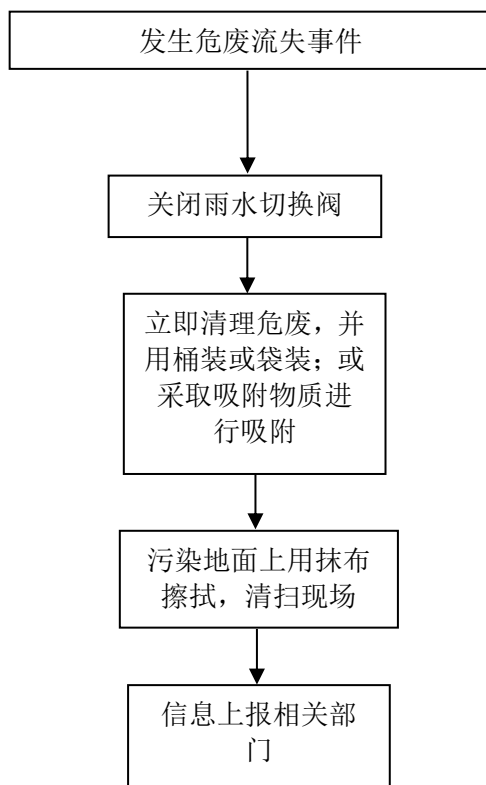 发生危废流失事件
关闭雨水切换阀
立即清理危废，并
用桶装或袋装；或
采取吸附物质进
行吸附
污染地面上用抹布
擦拭，清扫现场
信息上报相关部
门